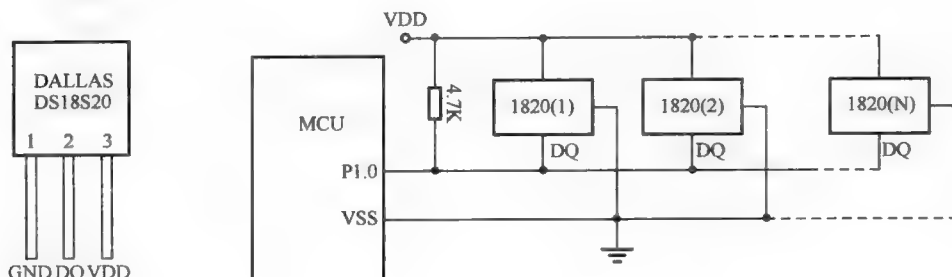 DALLAS
DS18S20
1 2 3
GND DQ VDD
VDD
4.7K
MCU
1820(1)
1820(2)
1820(N)
DQ
DQ
DQ
P1.0
VSS